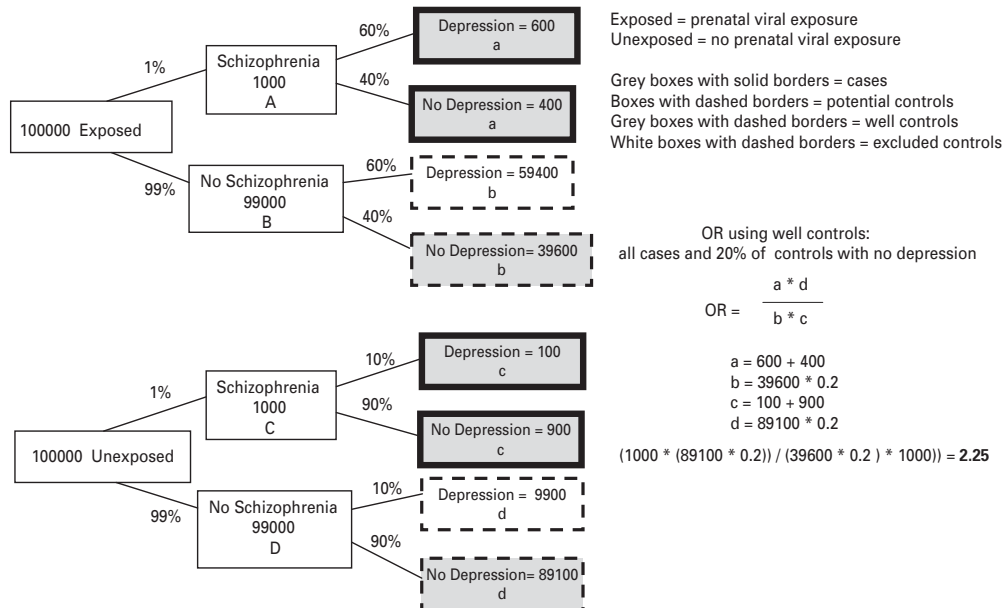 100000 Exposed
1%
99%
Schizophrenia
1000
A
No Schizophrenia
99000
B
60%
40%
60%
40%
Depression = 600
a
No Depression = 400
a
Depression = 59400
b
No Depression= 39600
b
100000 Unexposed
1%
99%
Schizophrenia
1000
C
No Schizophrenia
99000
D
10%
90%
10%
90%
Depression = 100
c
No Depression = 900
c
Depression = 9900
d
No Depression= 89100
d
Exposed = prenatal viral exposure
Unexposed = no prenatal viral exposure
Grey boxes with solid borders = cases
Boxes with dashed borders = potential controls
Grey boxes with dashed borders = well controls
White boxes with dashed borders = excluded controls
OR using well controls:
all cases and 20% of controls with no depression
a * d
OR =
b * c
a = 600 + 400
b = 39600 * 0.2
c = 100 + 900
d = 89100 * 0.2
(1000 * (89100 * 0.2)) / (39600 * 0.2 ) * 1000)) = 2.25